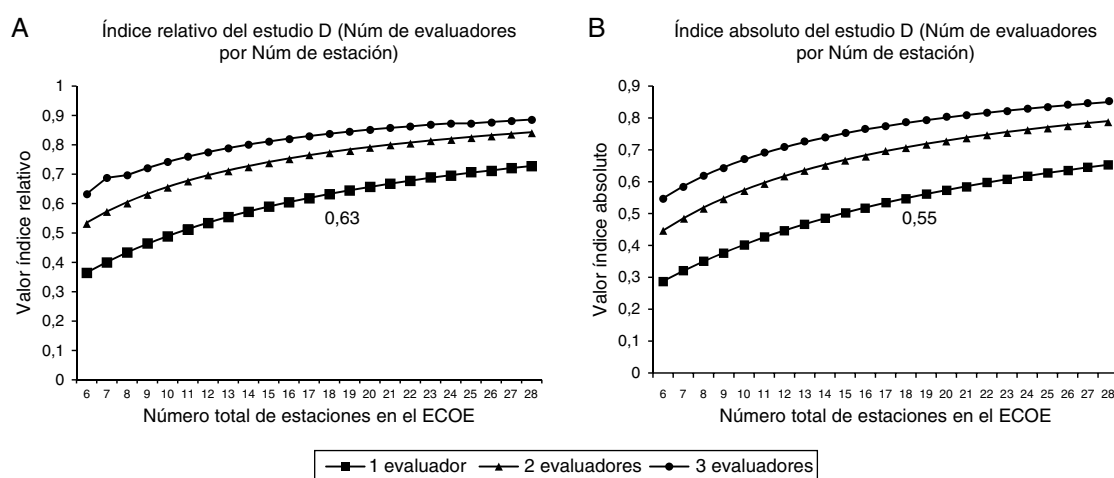 A
Índice relativo del estudio D (Núm de evaluadores
por Núm de estación)
1
0,9
0,8
0,7
0,6
0,5
0,4
0,3
0,2
0,1
0
Valor índice relativo
0,63
6 7 8 9 10 11 12 13 14 15 16 17 18 19 20 21 22 23 24 25 26 27 28
Número total de estaciones en el ECOE
B
Índice absoluto del estudio D (Núm de evaluadores
por Núm de estación)
0,9
0,8
0,7
0,6
0,5
0,4
0,3
0,2
0,1
0
Valor índice absoluto
0,55
6 7 8 9 10 11 12 13 14 15 16 17 18 19 20 21 22 23 24 25 26 27 28
Número total de estaciones en el ECOE
1 evaluador 2 evaluadores 3 evaluadores